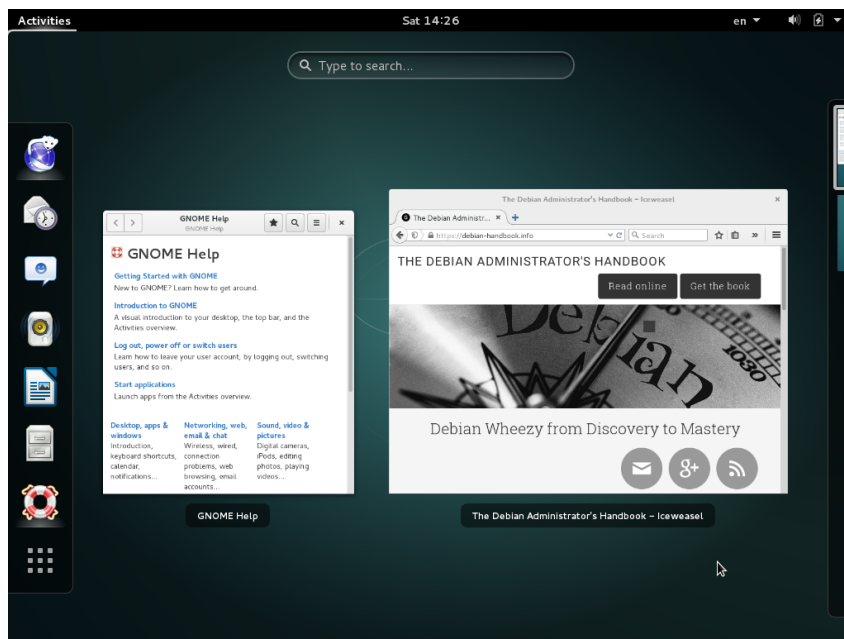 Activities
Sat 14:26
en
Type to search...
GNOME Help
GNOME Help
GNOME Help
Getting Started with GNOME
New to GNOME? Learn how to get around.
Introduction to GNOME
A visual introduction to your desktop, the top bar, and the
Activities overview.
Log out, power off or switch users
Learn how to leave your user account, by logging out, switching
users, and so on.
Start applications
Launch apps from the Activities overview.
Desktop, apps &
windows
Introduction,
keyboard shortcuts,
calendar,
notifications...
Networking, web,
email & chat
Wireless, wired,
connection
problems, web
browsing, email
accounts...
Sound, video &
pictures
Digital cameras,
iPods, editing
photos, playing
videos...
GNOME Help
The Debian Administrator's Handbook – Iceweasel
The Debian Administr...
https://debian-handbook.info
Search
THE DEBIAN ADMINISTRATOR'S HANDBOOK
Read online
Get the book
Debian
1030
Debian Wheezy from Discovery to Mastery
g+
The Debian Administrator's Handbook – Iceweasel